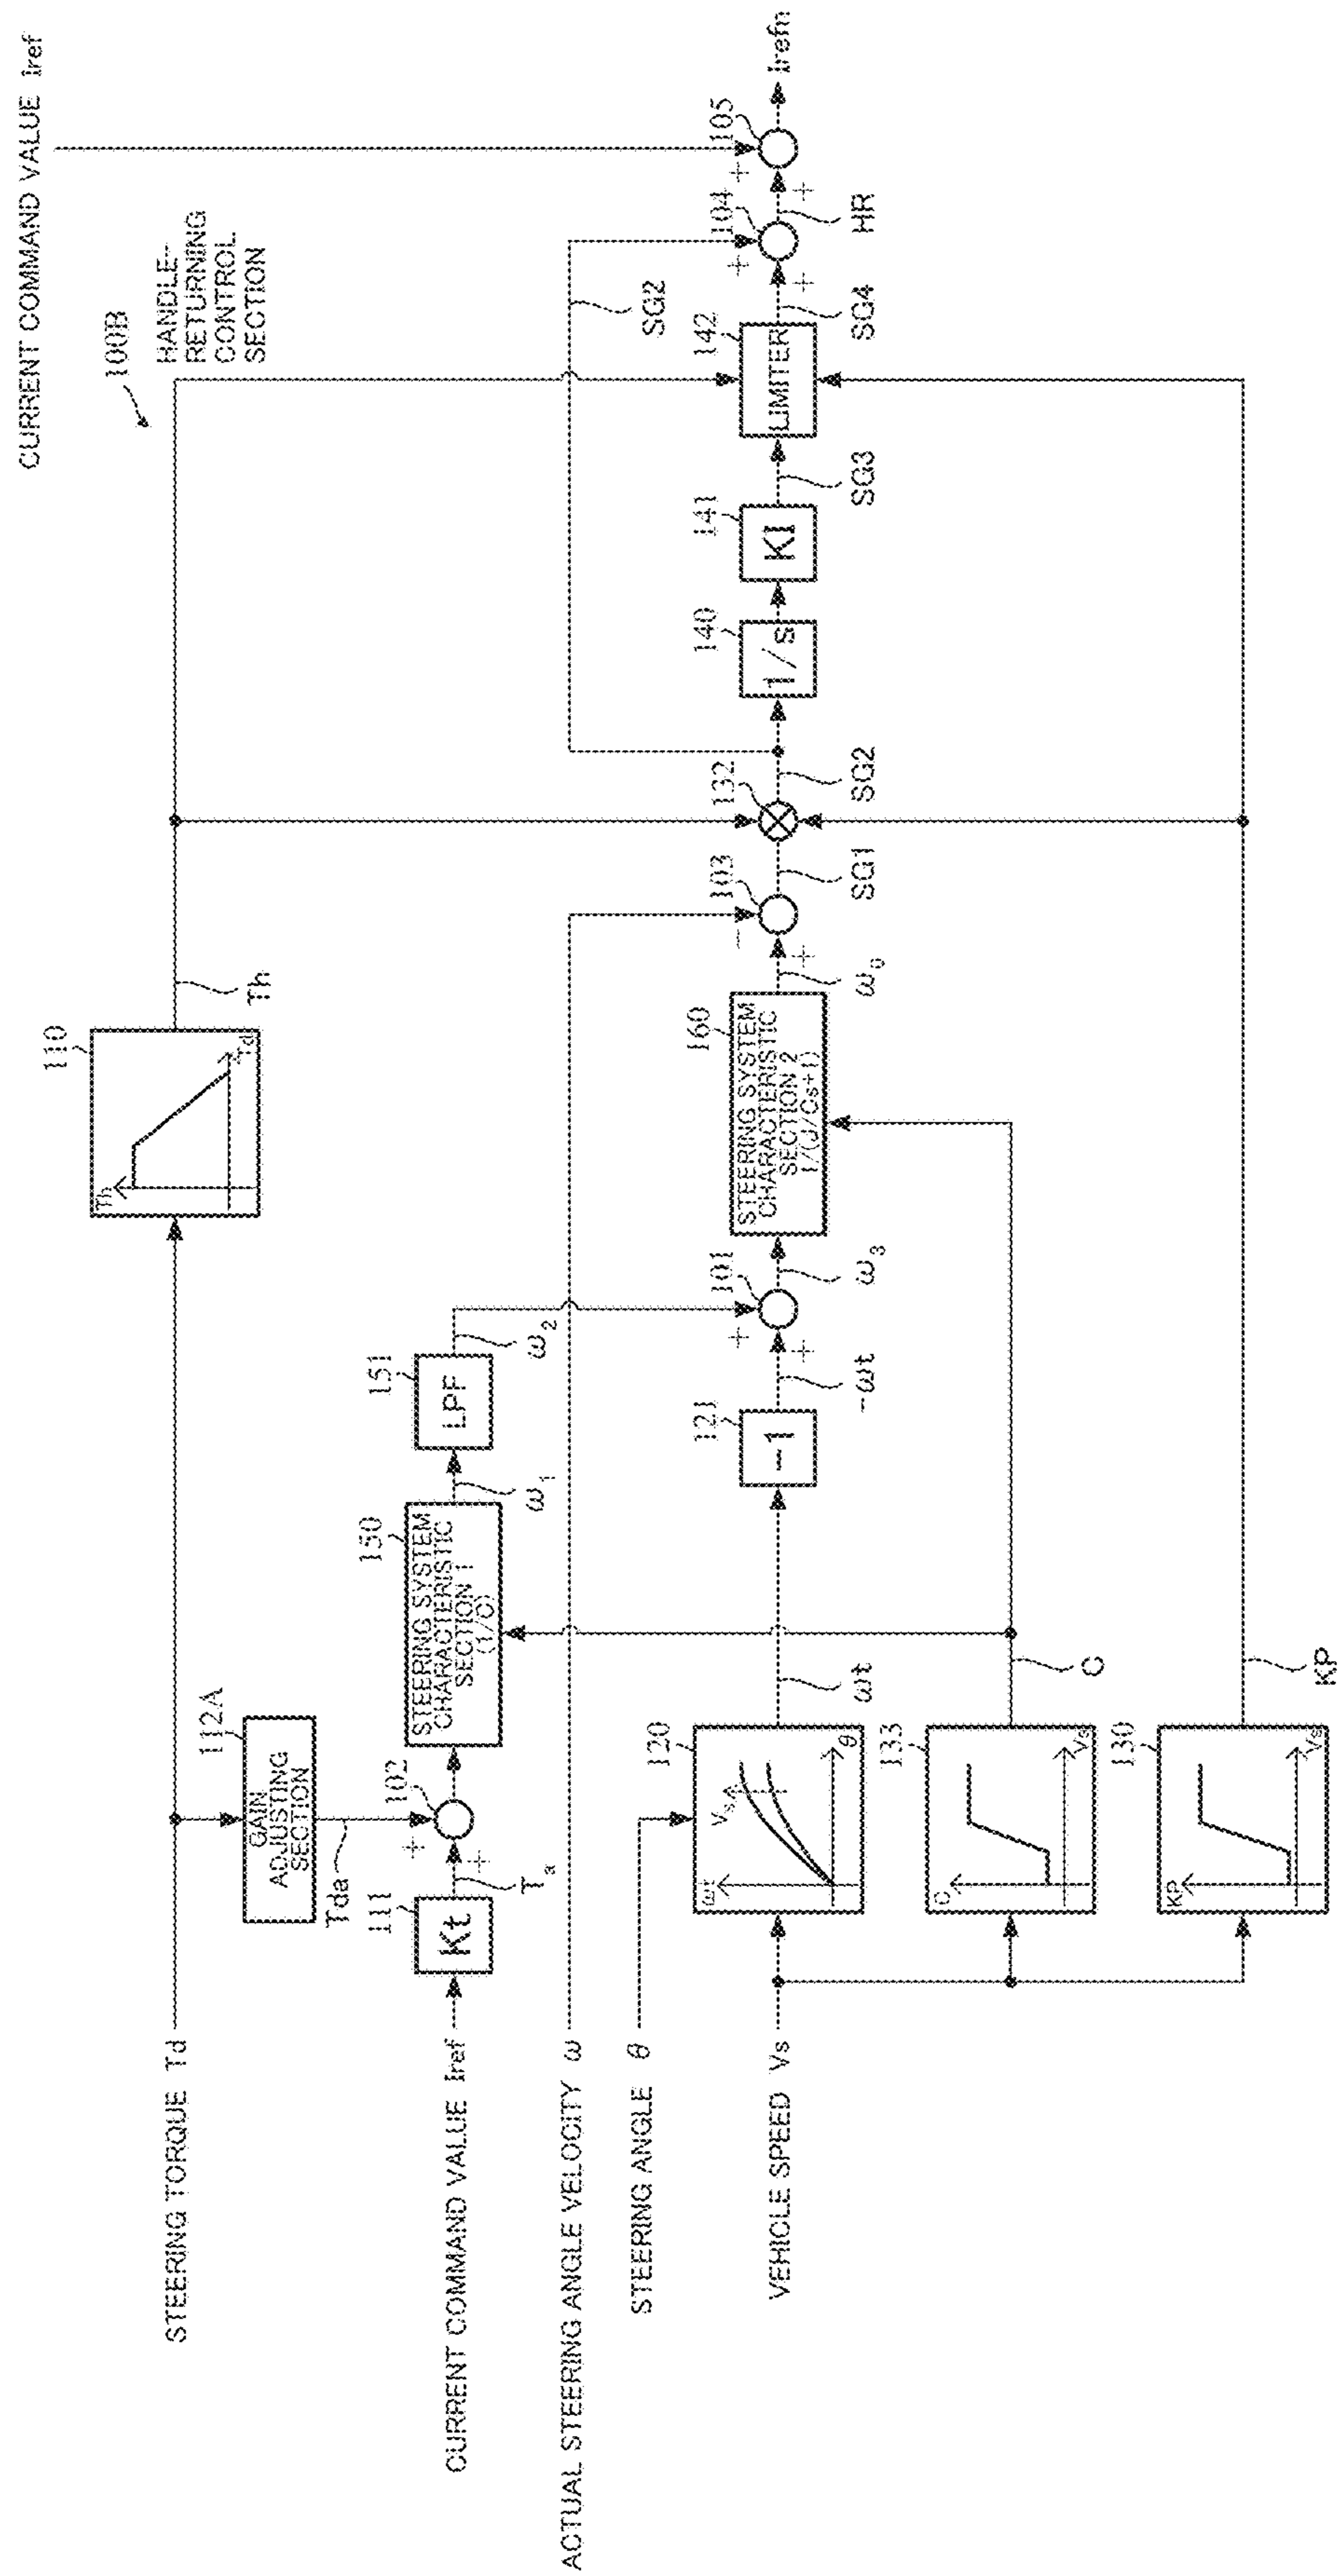 CURRENT COMMAND VALUE Iref
100B
HANDLE-
RETURNING
CONTROL
SECTION
STEERING TORQUE Td
110
Th
Td
Th
112A
GAIN
ADJUSTING
SECTION
Tda
CURRENT COMMAND VALUE Iref
111
Kt
Ta
+
+
102
150
STEERING SYSTEM
CHARACTERISTIC
SECTION 1
(1/C)
ω1
151
LPF
ω2
ACTUAL STEERING ANGLE VELOCITY ω
STEERING ANGLE θ
VEHICLE SPEED Vs
120
ωt
Vs
θ
ωt
121
-1
-ωt
+
+
101
ω3
160
STEERING SYSTEM
CHARACTERISTIC
SECTION 2
1/(J/Cs+1)
ω0
-
+
103
SG1
132
SG2
SG2
140
1/s
141
KI
SG3
142
LIMITER
SG4
+
+
104
HR
+
+
105
Irefn
133
C
Vs
C
130
KP
Vs
KP